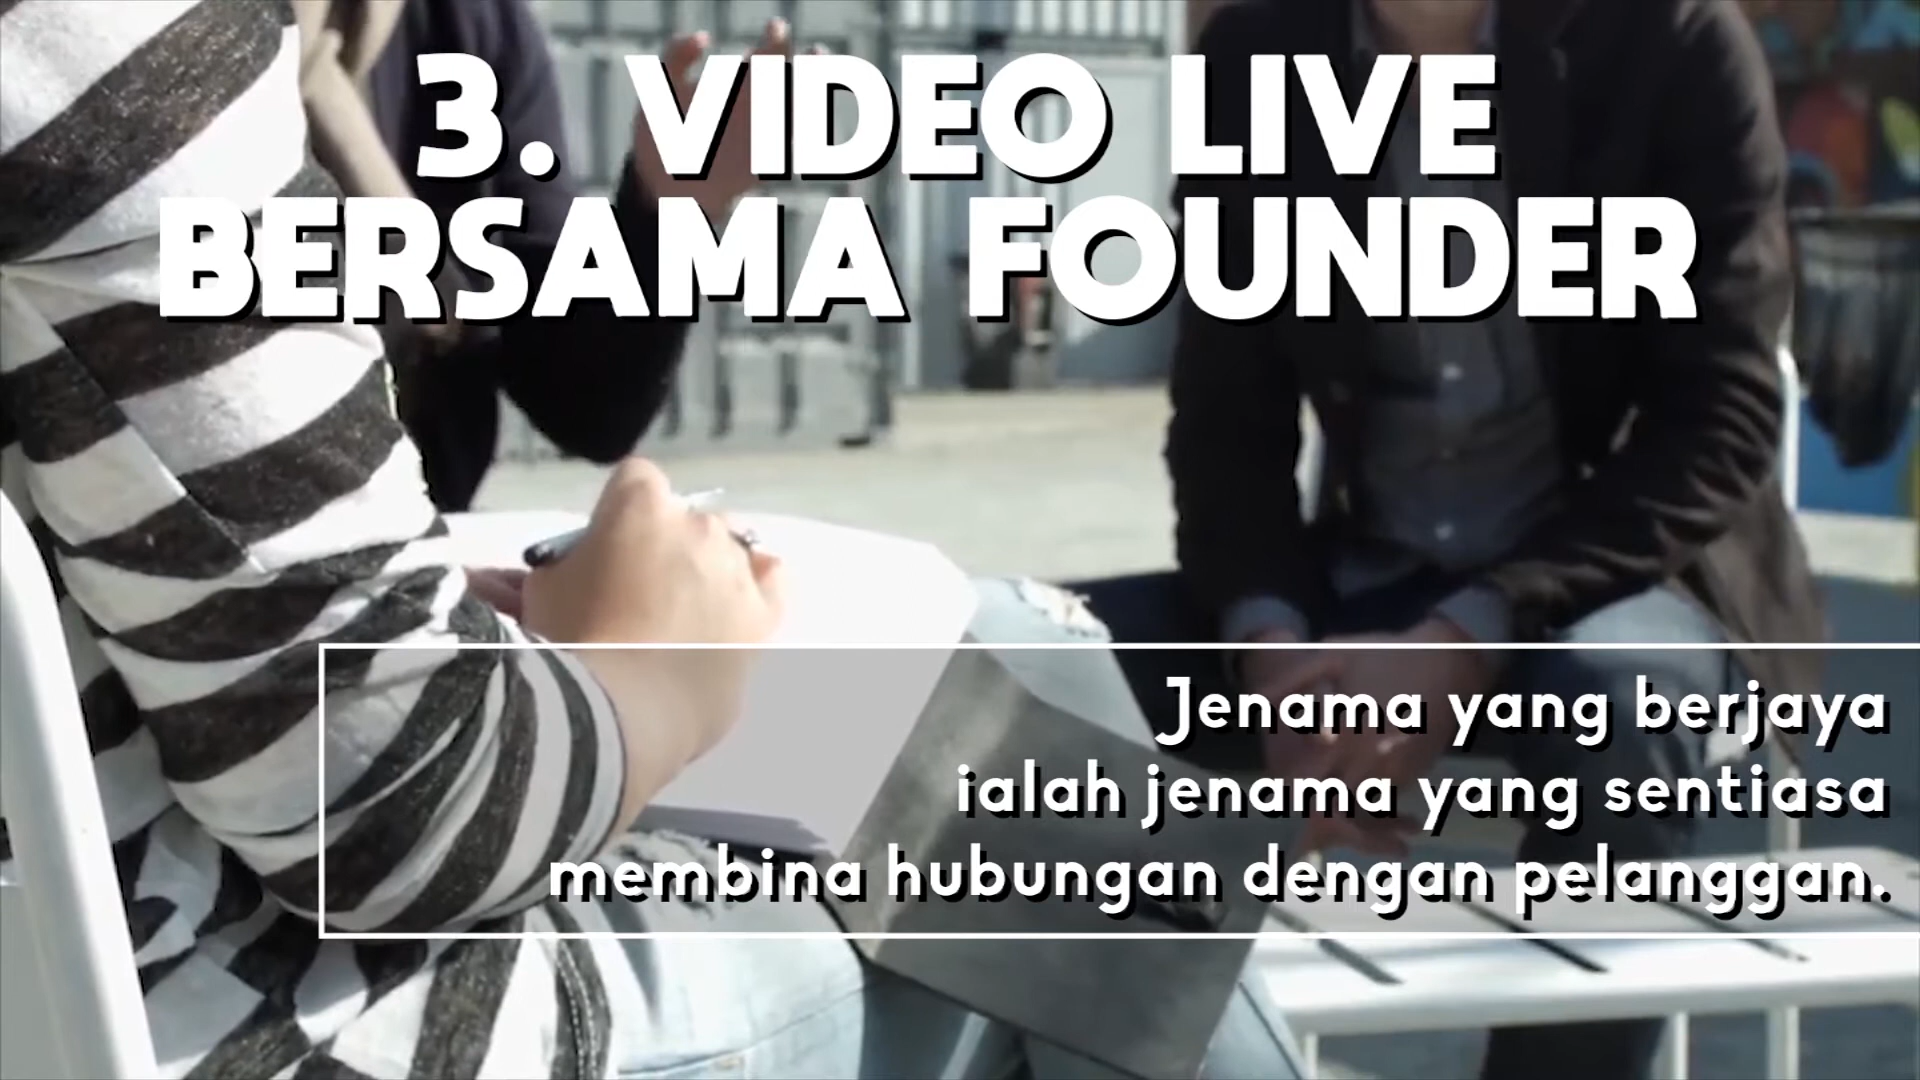 3. VIDEO LIVE
BERSAMA FOUNDER
Jenama yang berjaya
ialah jenama yang sentiasa
membina hubungan dengan pelanggan.